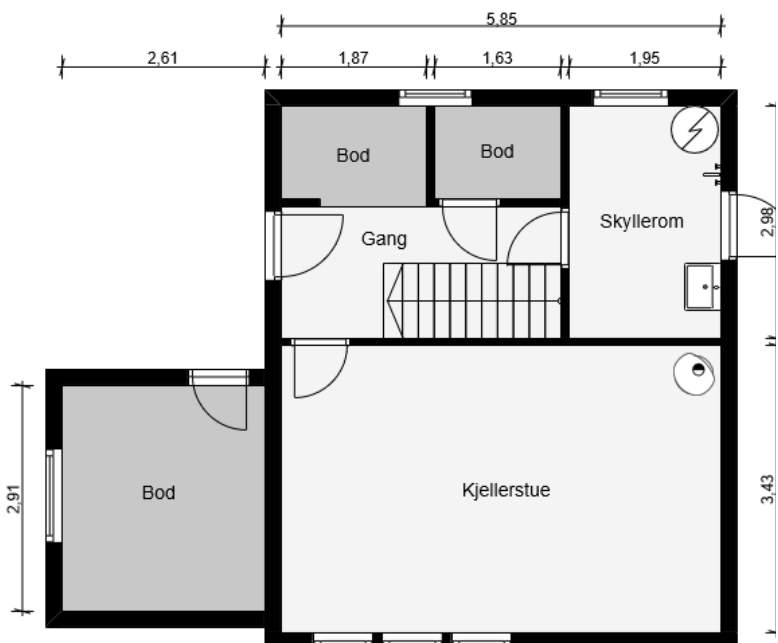 5,85
2,61
1,87
1,63
1,95
Bod
Bod
Skyllerom
2,98
Gang
Bod
2,91
Kjellerstue
3,43